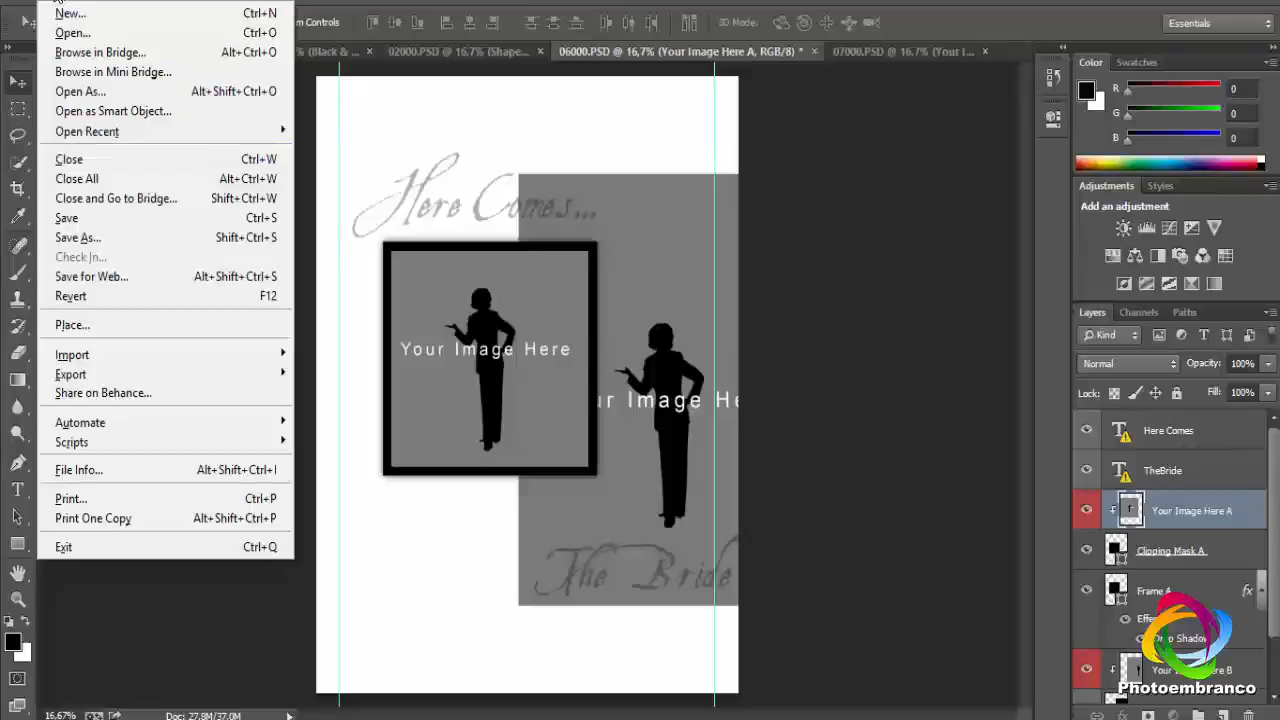 New... Ctrl+N
Open... Ctrl+O
Browse in Bridge... Alt+Ctrl+O
Browse in Mini Bridge...
Open As... Alt+Shift+Ctrl+O
Open as Smart Object...
Open Recent
Close Ctrl+W
Close All Alt+Ctrl+W
Close and Go to Bridge... Shift+Ctrl+W
Save Ctrl+S
Save As... Shift+Ctrl+S
Check In...
Save for Web... Alt+Shift+Ctrl+S
Revert F12
Place...
Import
Export
Share on Behance...
Automate
Scripts
File Info... Alt+Shift+Ctrl+I
Print... Ctrl+P
Print One Copy Alt+Shift+Ctrl+P
Exit Ctrl+Q
Controls
3D Mode:
Essentials
% (Black &
02000.PSD @ 16,7% (Shape...
06000.PSD @ 16,7% (Your Image Here A, RGB/8) *
07000.PSD @ 16.7% (Your I...
Here Comes...
Your Image Here
ur Image He
The Bride
16,67%
Doc: 27,8M/37,0M
Color Swatches
R 0
G 0
B 0
Adjustments Styles
Add an adjustment
Layers Channels Paths
Kind
Normal Opacity: 100%
Lock: Fill: 100%
Here Comes
TheBride
Your Image Here A
Clipping Mask A
Frame A fx
Effe
Drop Shadow
Your Image Here B
Photoembranco